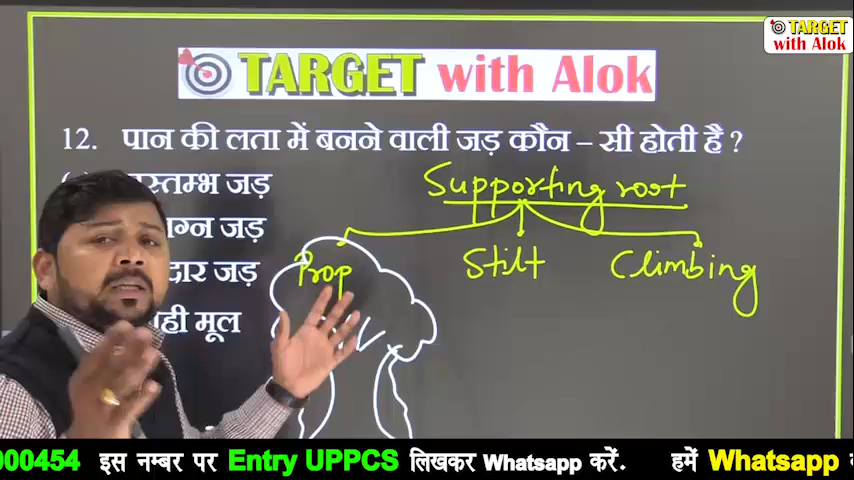 TARGET
with Alok
TARGET with Alok
12. पान की लता में बनने वाली जड़ कौन – सी होती है ?
जड़
Supporting root
जड़
Prop Stilt Climbing
जड़
मूल
000454 इस नम्बर पर Entry UPPCS लिखकर Whatsapp करें. हमें Whatsapp